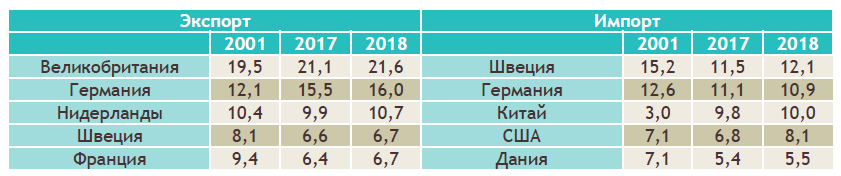 Экспорт Импорт
2001 2017 2018 2001 2017 2018
Великобритания 19,5 21,1 21,6 Швеция 15,2 11,5 12,1
Германия 12,1 15,5 16,0 Германия 12,6 11,1 10,9
Нидерланды 10,4 9,9 10,7 Китай 3,0 9,8 10,0
Швеция 8,1 6,6 6,7 США 7,1 6,8 8,1
Франция 9,4 6,4 6,7 Дания 7,1 5,4 5,5